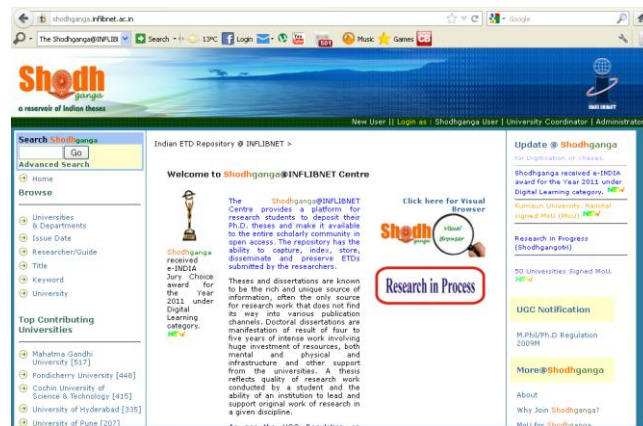 shodhganga.inflibnet.ac.in
Google
The Shodhganga@INFLIBN
Search
13°C
Login
Music
Games
Shodh
ganga
a reservoir of Indian theses
New User || Login as : Shodhganga User | University Coordinator | Administrator
Search Shodhganga
Go
Advanced Search
Home
Browse
Universities
& Departments
Issue Date
Researcher/Guide
Title
Keyword
University
Top Contributing
Universities
Mahatma Gandhi
University [517]
Pondicherry University [448]
Cochin University of
Science & Technology [415]
University of Hyderabad [335]
University of Pune [207]
Indian ETD Repository @ INFLIBNET >
Welcome to Shodhganga@INFLIBNET Centre
Shodhganga
received
e-INDIA
Jury Choice
award for
the Year
2011 under
Digital
Learning
category.
The Shodhganga@INFLIBNET
Centre provides a platform for
research students to deposit their
Ph.D. theses and make it available
to the entire scholarly community in
open access. The repository has the
ability to capture, index, store,
disseminate and preserve ETDs
submitted by the researchers.
Theses and dissertations are known
to be the rich and unique source of
information, often the only source
for research work that does not find
its way into various publication
channels. Doctoral dissertations are
manifestation of result of four to
five years of intense work involving
huge investment of resources, both
mental and physical and
infrastructure and other support
from the universities. A thesis
reflects quality of research work
conducted by a student and the
ability of an institution to lead and
support original work of research in
a given discipline.
Click here for Visual
Browser
Shodh
Visual
Browser
Research in Process
Update @ Shodhganga
for Digitisation of Theses.
Shodhganga received e-INDIA
award for the Year 2011 under
Digital Learning category. NEW
Kumaun University, Nainital
signed MoU (MoU) NEW
Research in Progress
(Shodhgangotri)
50 Universities Signed MoU.
NEW
UGC Notification
M.Phil/Ph.D Regulation
2009M
More@Shodhganga
About
Why Join Shodhganga?
MoU for Shodhganga